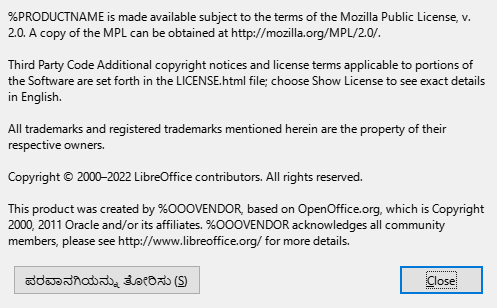 %PRODUCTNAME is made available subject to the terms of the Mozilla Public License, v.
2.0. A copy of the MPL can be obtained at http://mozilla.org/MPL/2.0/.
Third Party Code Additional copyright notices and license terms applicable to portions of
the Software are set forth in the LICENSE.html file; choose Show License to see exact details
in English.
All trademarks and registered trademarks mentioned herein are the property of their
respective owners.
Copyright © 2000–2022 LibreOffice contributors. All rights reserved.
This product was created by %OOOVENDOR, based on OpenOffice.org, which is Copyright
2000, 2011 Oracle and/or its affiliates. %OOOVENDOR acknowledges all community
members, please see http://www.libreoffice.org/ for more details.
ಪರವಾನಗಿಯನ್ನು ತೋರಿಸು (S) Close